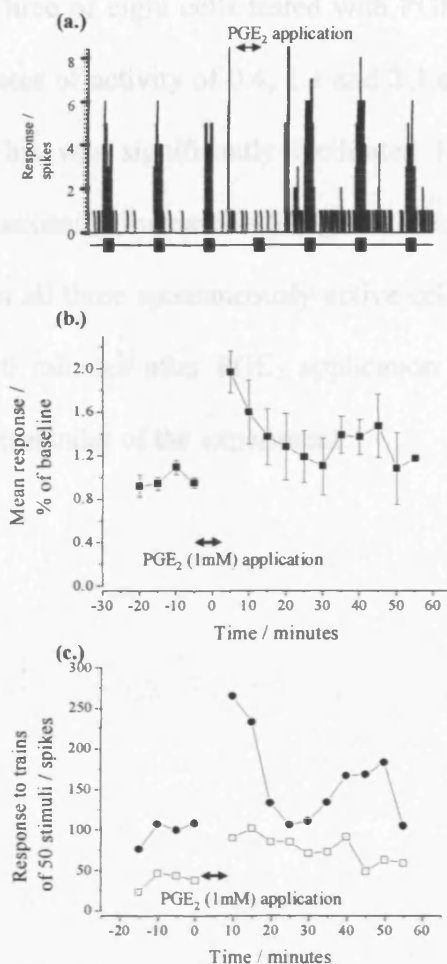 (a.)
PGE₂ application
Response /
spikes
8
6
4
2
0
(b.)
Mean response /
% of baseline
2.0
1.6
1.2
0.8
0.4
0.0
PGE₂ (1mM) application
-30 -20 -10 0 10 20 30 40 50 60
Time / minutes
(c.)
Response to trains
of 50 stimuli / spikes
300
250
200
150
100
50
0
PGE₂ (1mM) application
-20 -10 0 10 20 30 40 50 60
Time / minutes